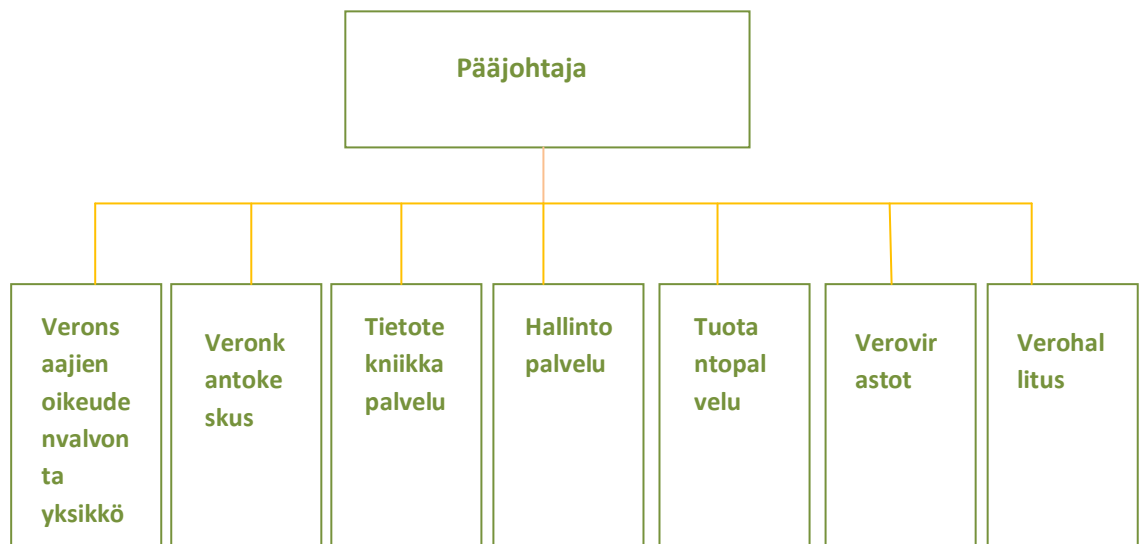 Pääjohtaja
Verons
aajien
oikeude
nvalvon
ta
yksikkö
Veronk
antoke
skus
Tietote
kniikka
palvelu
Hallinto
palvelu
Tuota
ntopal
velu
Verovir
astot
Verohal
litus